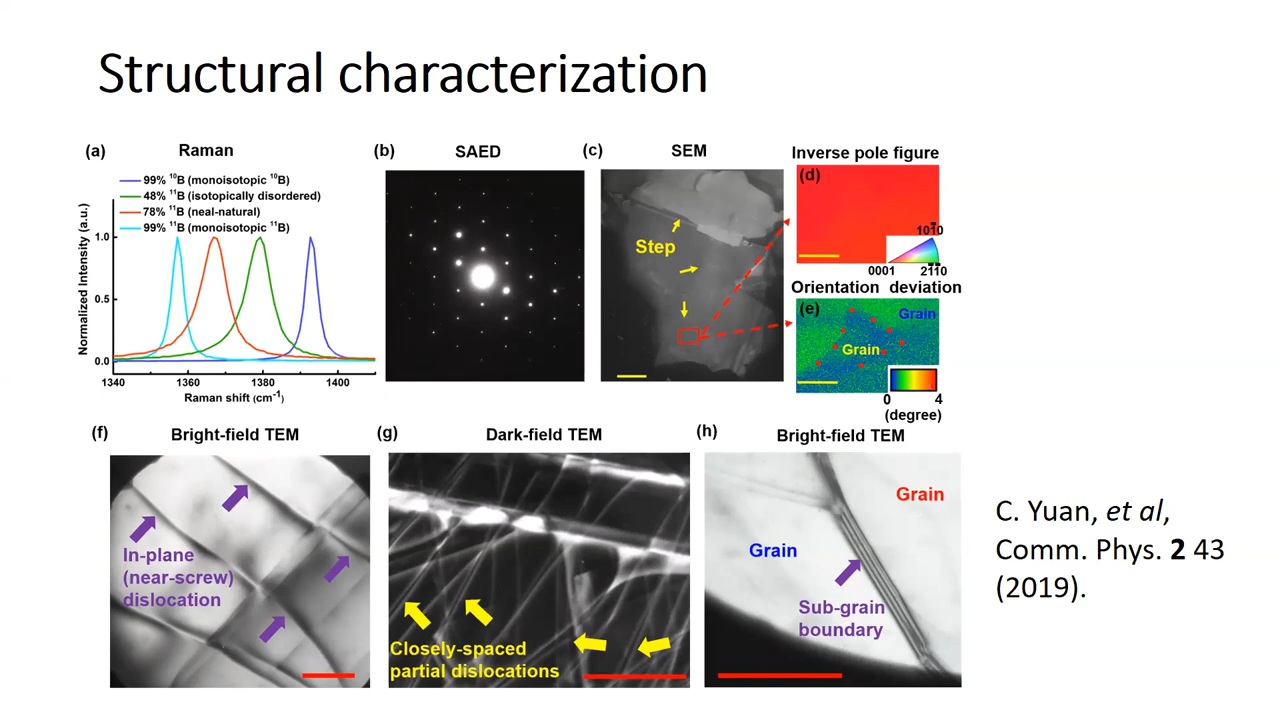 Structural characterization
(a) Raman
99% ¹⁰B (monoisotopic ¹⁰B)
48% ¹¹B (isotopically disordered)
78% ¹¹B (neal-natural)
99% ¹¹B (monoisotopic ¹¹B)
Normalized Intensity (a.u.)
1.0
0.5
0.0
1340 1360 1380 1400
Raman shift (cm⁻¹)
(b) SAED
(c) SEM
Step
Inverse pole figure
(d)
101̄0
0001 21̄1̄0
Orientation deviation
(e)
Grain
Grain
0 4
(degree)
(f) Bright-field TEM
In-plane
(near-screw)
dislocation
(g) Dark-field TEM
Closely-spaced
partial dislocations
(h) Bright-field TEM
Grain
Grain
Sub-grain
boundary
C. Yuan, et al,
Comm. Phys. 2 43
(2019).